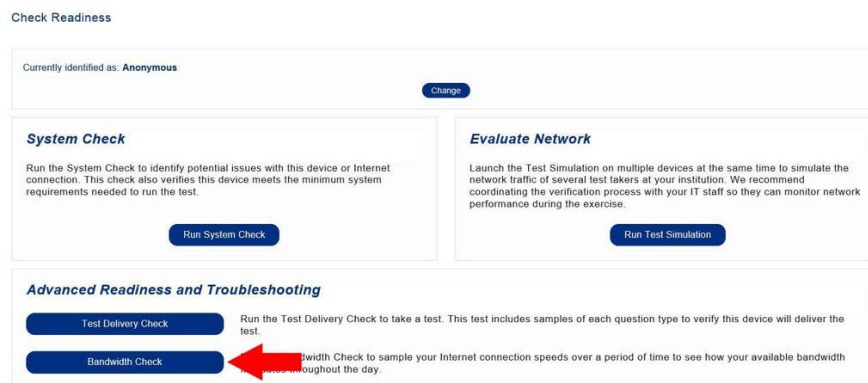 Check Readiness
Currently identified as: Anonymous
Change
System Check
Run the System Check to identify potential issues with this device or Internet
connection. This check also verifies this device meets the minimum system
requirements needed to run the test.
Run System Check
Evaluate Network
Launch the Test Simulation on multiple devices at the same time to simulate the
network traffic of several test takers at your institution. We recommend
coordinating the verification process with your IT staff so they can monitor network
performance during the exercise.
Run Test Simulation
Advanced Readiness and Troubleshooting
Test Delivery Check
Run the Test Delivery Check to take a test. This test includes samples of each question type to verify this device will deliver the
test.
Bandwidth Check
Check to sample your Internet connection speeds over a period of time to see how your available bandwidth
the day.